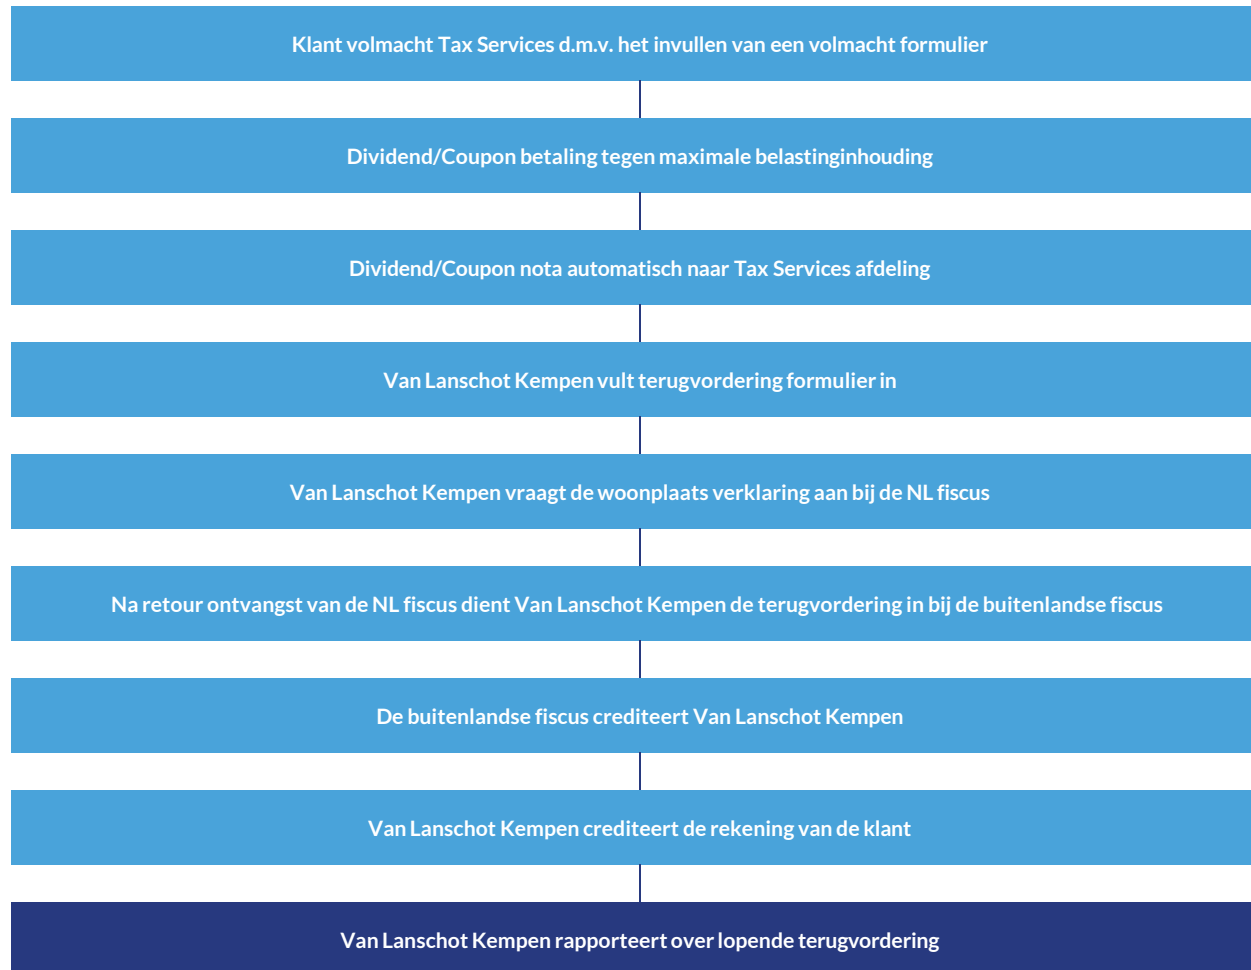 Klant volmacht Tax Services d.m.v. het invullen van een volmacht formulier
Dividend/Coupon betaling tegen maximale belastinginhouding
Dividend/Coupon nota automatisch naar Tax Services afdeling
Van Lanschot Kempen vult terugvordering formulier in
Van Lanschot Kempen vraagt de woonplaats verklaring aan bij de NL fiscus
Na retour ontvangst van de NL fiscus dient Van Lanschot Kempen de terugvordering in bij de buitenlandse fiscus
De buitenlandse fiscus crediteert Van Lanschot Kempen
Van Lanschot Kempen crediteert de rekening van de klant
Van Lanschot Kempen rapporteert over lopende terugvordering